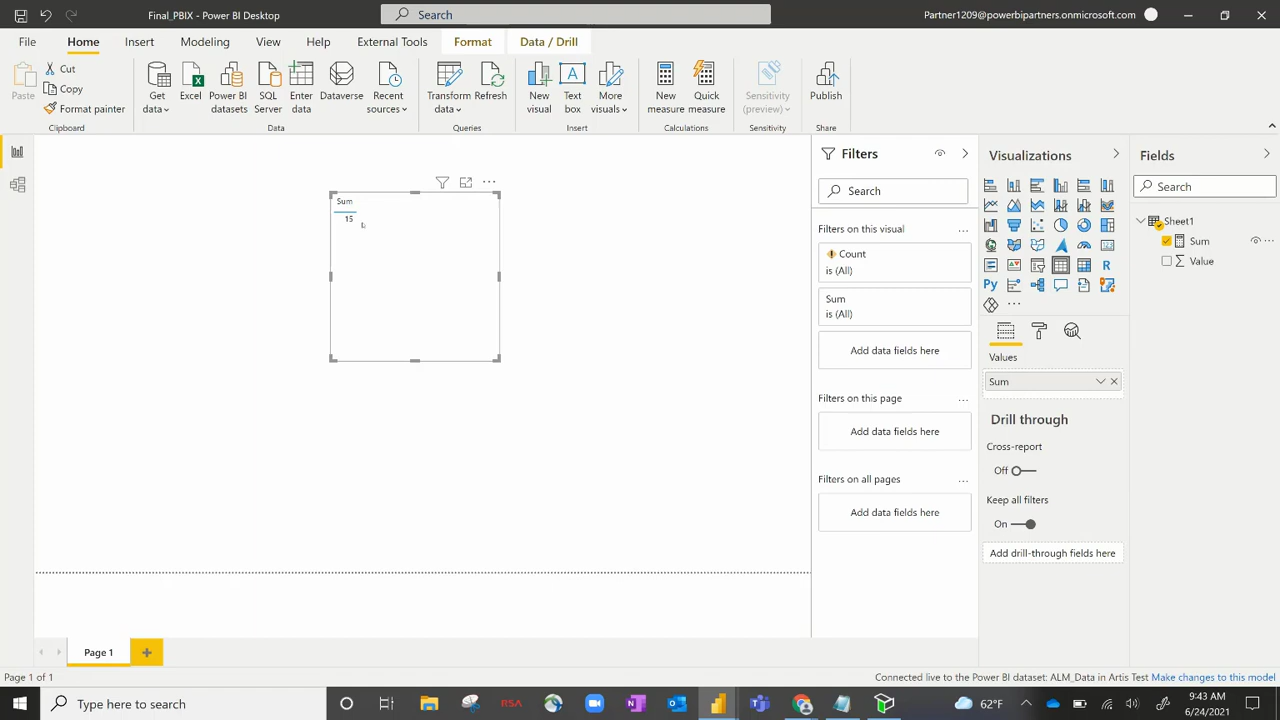 Final_PBIX - Power BI Desktop
Search
Partner1209@powerbipartners.onmicrosoft.com
File
Home
Insert
Modeling
View
Help
External Tools
Format
Data / Drill
Paste
Cut
Copy
Format painter
Clipboard
Get data
Excel
Power BI datasets
SQL Server
Enter data
Dataverse
Recent sources
Data
Transform data
Refresh
Queries
New visual
Text box
More visuals
Insert
New measure
Quick measure
Calculations
Sensitivity (preview)
Sensitivity
Publish
Share
Sum
15
Filters
Search
Filters on this visual
Count
is (All)
Sum
is (All)
Add data fields here
Filters on this page
Add data fields here
Filters on all pages
Add data fields here
Visualizations
R
Py
Values
Sum
Drill through
Cross-report
Off
Keep all filters
On
Add drill-through fields here
Fields
Search
Sheet1
Sum
Value
Page 1
Page 1 of 1
Connected live to the Power BI dataset: ALM_Data in Artis Test Make changes to this model
Type here to search
RSA
62°F
9:43 AM
6/24/2021